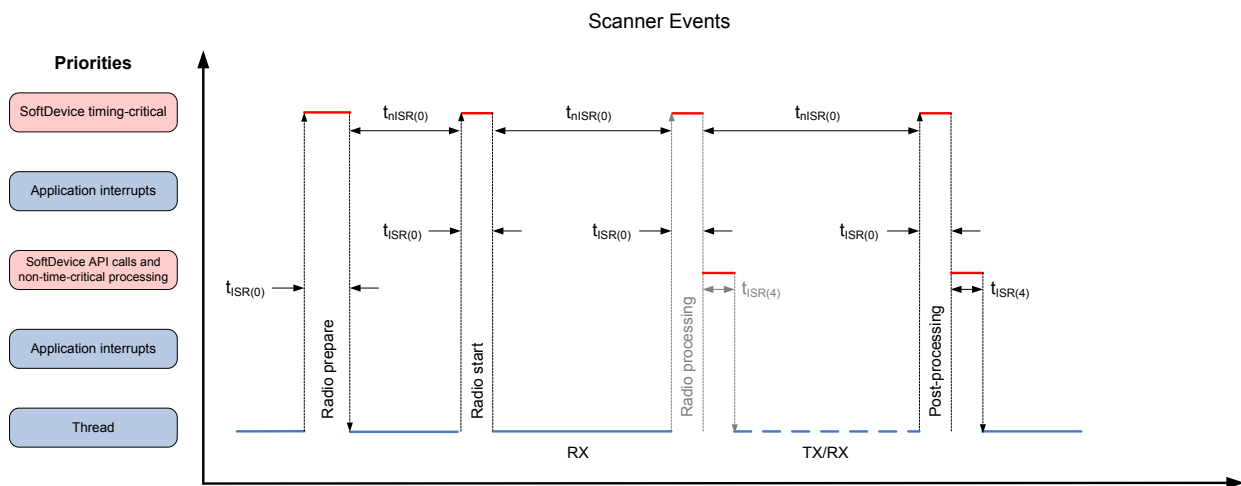 Scanner Events
Priorities
SoftDevice timing-critical
tnISR(0)
tnISR(0)
tnISR(0)
Application interrupts
tISR(0)
tISR(0)
tISR(0)
SoftDevice API calls and
non-time-critical processing
tISR(0)
tISR(4)
tISR(4)
Application interrupts
Radio prepare
Radio start
Radio processing
Post-processing
Thread
RX
TX/RX